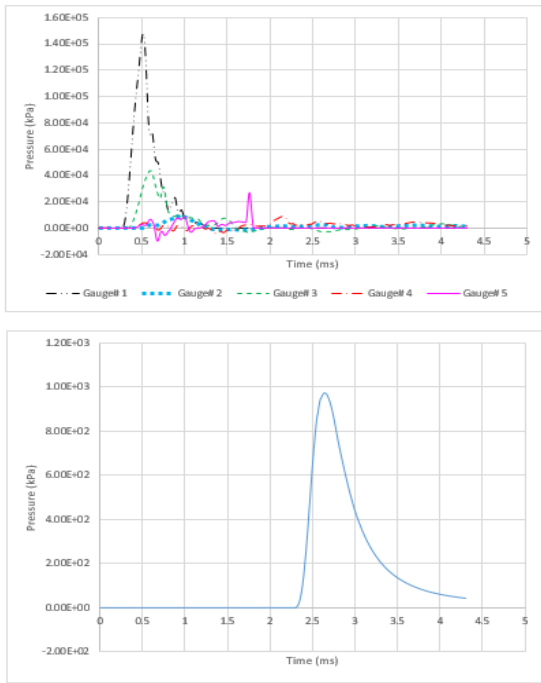 1.60E+05
1.40E+05
1.20E+05
1.00E+05
8.00E+04
6.00E+04
4.00E+04
2.00E+04
0.00E+00
-2.00E+04
Pressure (kPa)
0 0.5 1 1.5 2 2.5 3 3.5 4 4.5 5
Time (ms)
Gauge# 1 Gauge# 2 Gauge# 3 Gauge# 4 Gauge# 5
1.20E+03
1.00E+03
8.00E+02
6.00E+02
4.00E+02
2.00E+02
0.00E+00
-2.00E+02
Pressure (kPa)
0 0.5 1 1.5 2 2.5 3 3.5 4 4.5 5
Time (ms)